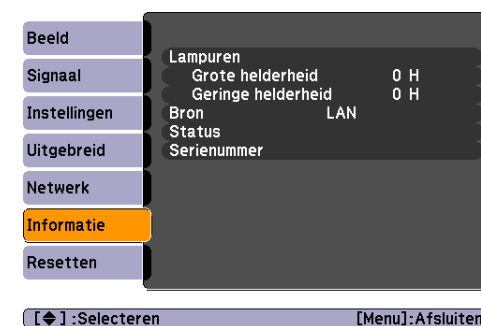 Beeld
Signaal
Instellingen
Uitgebreid
Netwerk
Informatie
Resetten
Lampuren
Grote helderheid 0 H
Geringe helderheid 0 H
Bron LAN
Status
Serienummer
[◆] :Selecteren [Menu]:Afsluiten